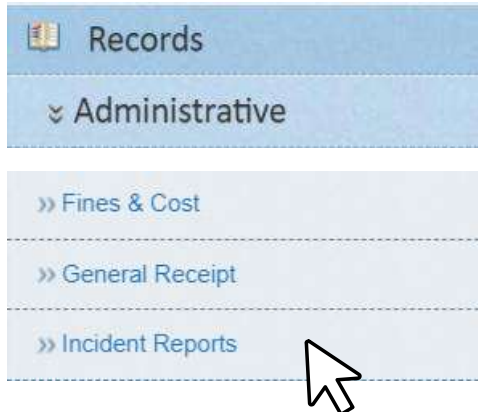 Records
Administrative
Fines & Cost
General Receipt
Incident Reports